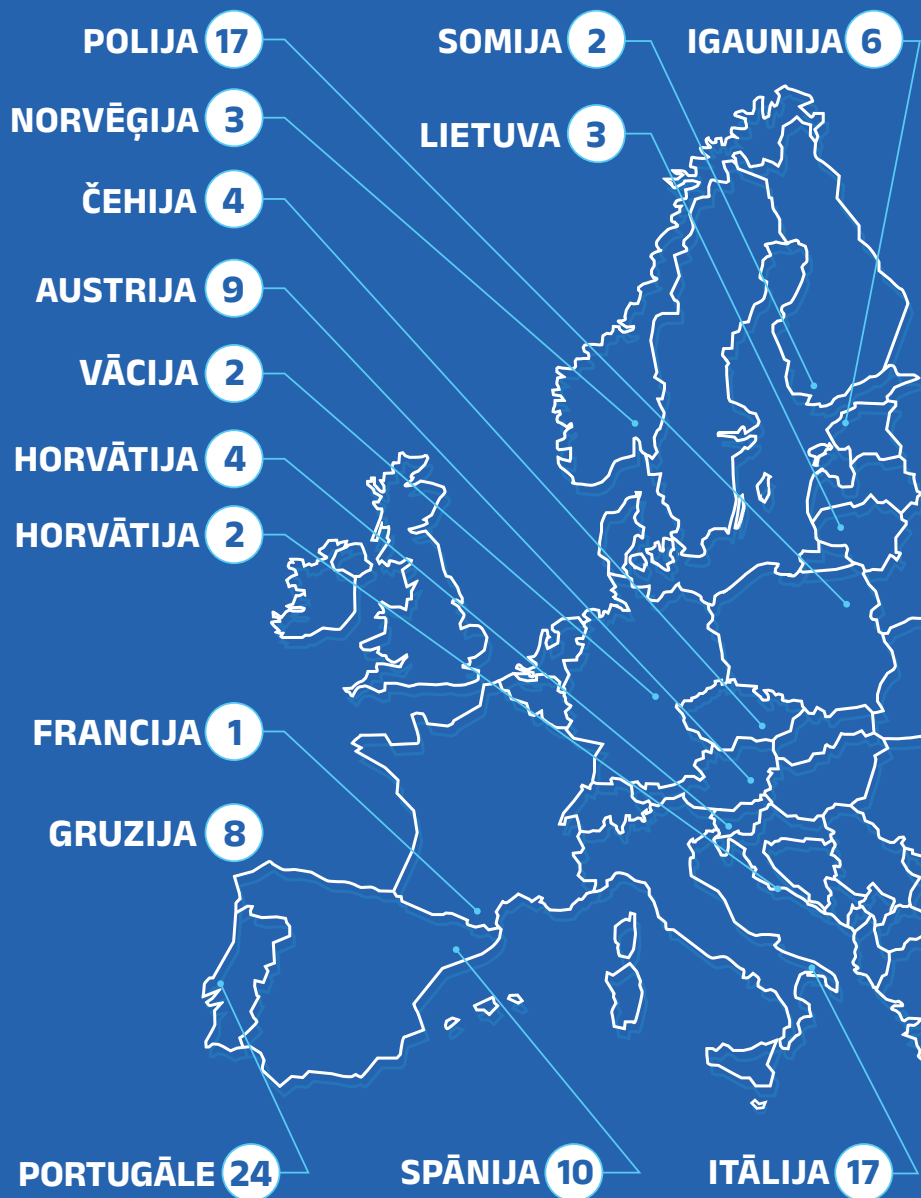 POLIJA 17
SOMIJA 2
IGAUNIJA 6
NORVĒĢIJA 3
LIETUVA 3
ČEHIJA 4
AUSTRIJA 9
VĀCIJA 2
HORVĀTIJA 4
HORVĀTIJA 2
FRANCIJA 1
GRUZIJA 8
PORTUGĀLE 24
SPĀNIJA 10
ITĀLIJA 17